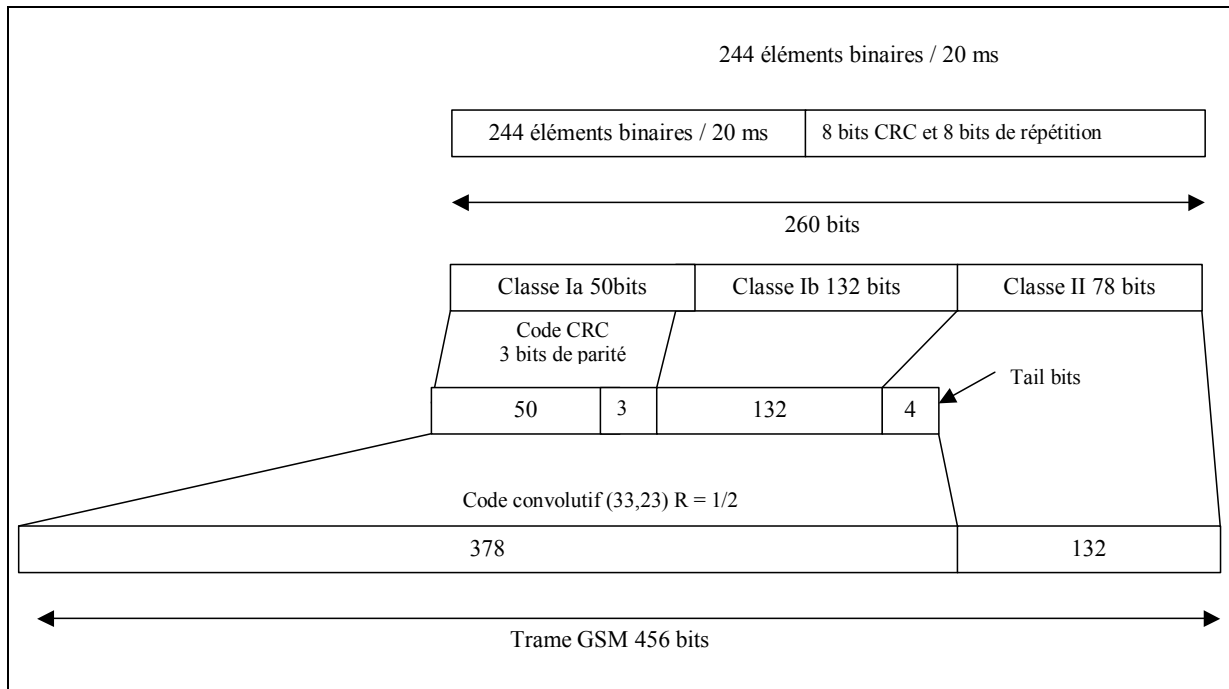 244 éléments binaires / 20 ms
244 éléments binaires / 20 ms
8 bits CRC et 8 bits de répétition
260 bits
Classe Ia 50bits
Classe Ib 132 bits
Classe II 78 bits
Code CRC
3 bits de parité
Tail bits
50
3
132
4
Code convolutif (33,23) R = 1/2
378
132
Trame GSM 456 bits